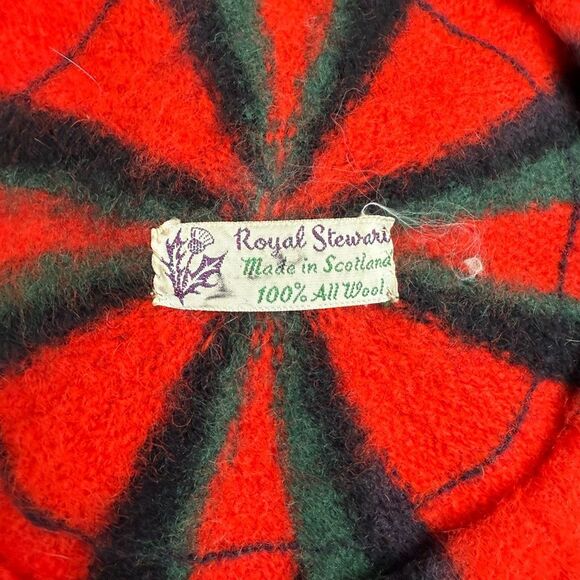 Royal Stewart
Made in Scotland
100% All Wool